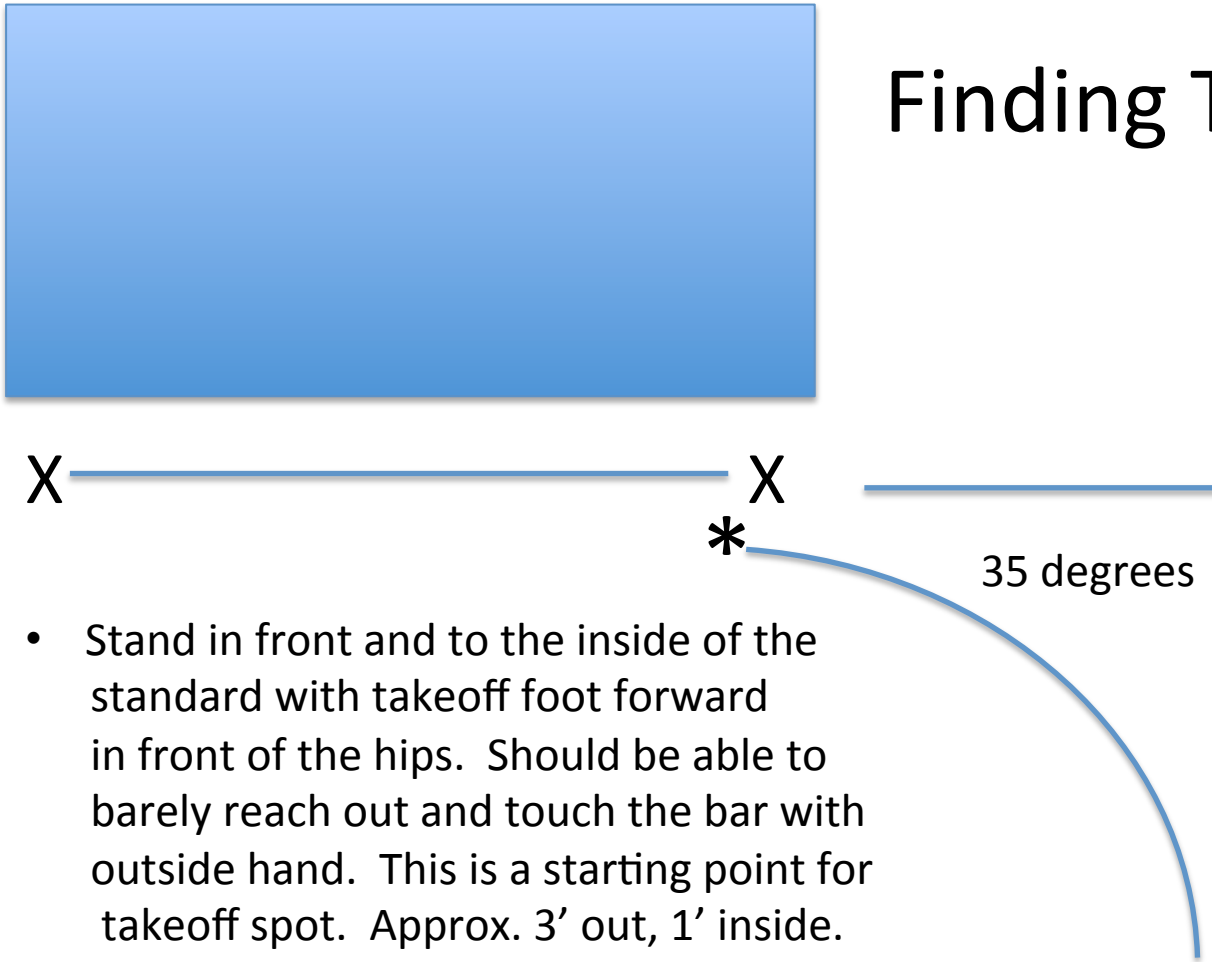 Finding T
X X
*
35 degrees
• Stand in front and to the inside of the
standard with takeoff foot forward
in front of the hips. Should be able to
barely reach out and touch the bar with
outside hand. This is a starting point for
takeoff spot. Approx. 3’ out, 1’ inside.